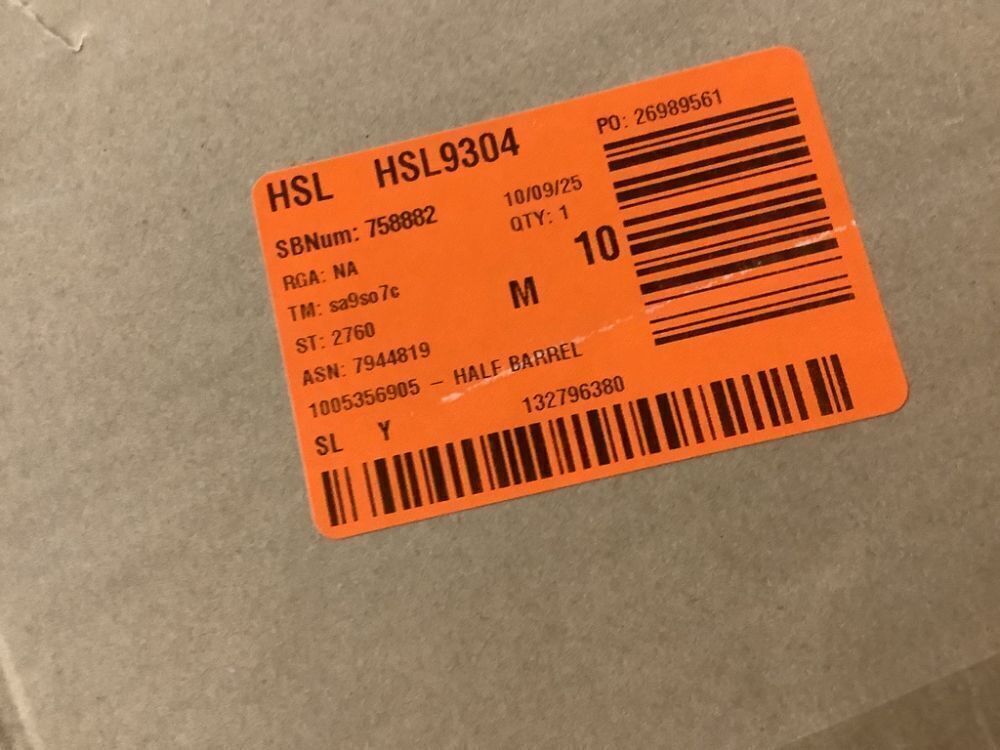 HSL HSL9304
PO: 26989561
SBNum: 758882
10/09/25
RGA: NA
QTY: 1
10
TM: sa9so7c
M
ST: 2760
ASN: 7944819
1005356905 – HALF BARREL
SL Y
132796380